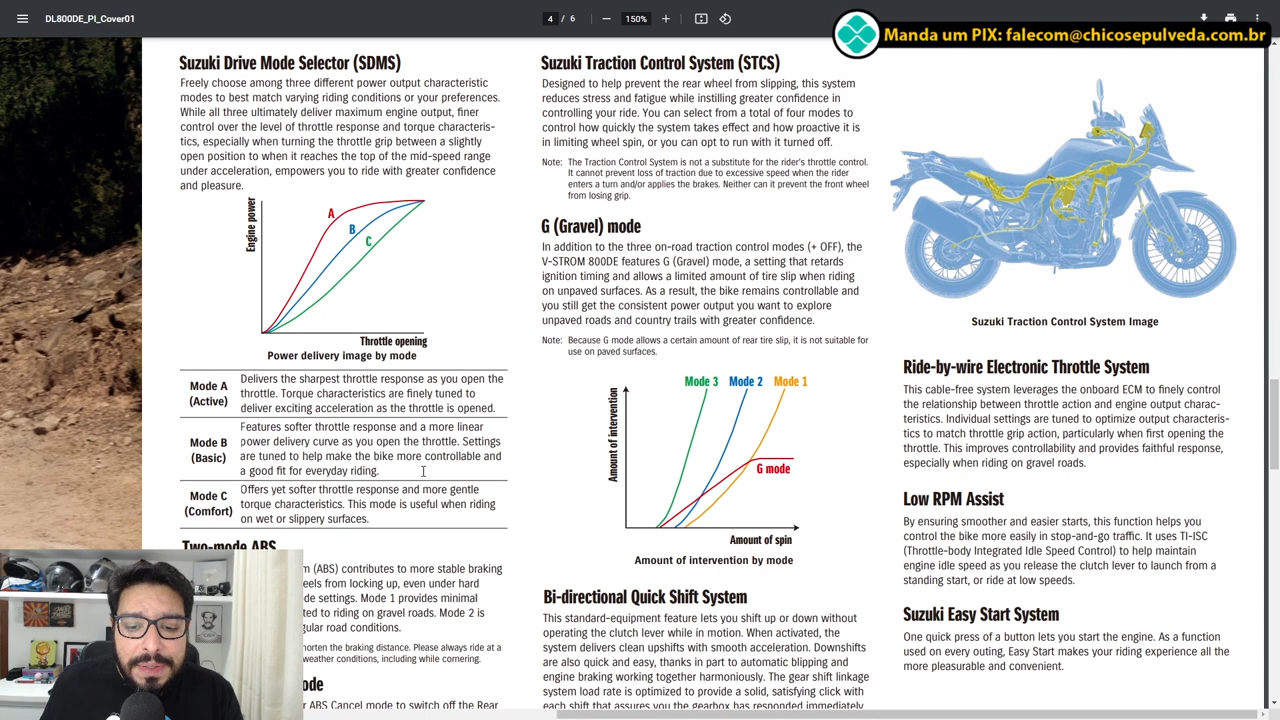 DL800DE_PI_Cover01
4 / 6
150%
Manda um PIX: falecom@chicosepulveda.com.br
Suzuki Drive Mode Selector (SDMS)
Freely choose among three different power output characteristic
modes to best match varying riding conditions or your preferences.
While all three ultimately deliver maximum engine output, finer
control over the level of throttle response and torque characteris-
tics, especially when turning the throttle grip between a slightly
open position to when it reaches the top of the mid-speed range
under acceleration, empowers you to ride with greater confidence
and pleasure.
Engine power
A
B
C
Throttle opening
Power delivery image by mode
Mode A
(Active)
Delivers the sharpest throttle response as you open the
throttle. Torque characteristics are finely tuned to
deliver exciting acceleration as the throttle is opened.
Mode B
(Basic)
Features softer throttle response and a more linear
power delivery curve as you open the throttle. Settings
are tuned to help make the bike more controllable and
a good fit for everyday riding.
Mode C
(Comfort)
Offers yet softer throttle response and more gentle
torque characteristics. This mode is useful when riding
on wet or slippery surfaces.
Two-mode ABS
(ABS) contributes to more stable braking
eels from locking up, even under hard
de settings. Mode 1 provides minimal
ted to riding on gravel roads. Mode 2 is
gular road conditions.
horten the braking distance. Please always ride at a
weather conditions, including while cornering.
ode
r ABS Cancel mode to switch off the Rear
Suzuki Traction Control System (STCS)
Designed to help prevent the rear wheel from slipping, this system
reduces stress and fatigue while instilling greater confidence in
controlling your ride. You can select from a total of four modes to
control how quickly the system takes effect and how proactive it is
in limiting wheel spin, or you can opt to run with it turned off.
Note: The Traction Control System is not a substitute for the rider's throttle control.
It cannot prevent loss of traction due to excessive speed when the rider
enters a turn and/or applies the brakes. Neither can it prevent the front wheel
from losing grip.
G (Gravel) mode
In addition to the three on-road traction control modes (+ OFF), the
V-STROM 800DE features G (Gravel) mode, a setting that retards
ignition timing and allows a limited amount of tire slip when riding
on unpaved surfaces. As a result, the bike remains controllable and
you still get the consistent power output you want to explore
unpaved roads and country trails with greater confidence.
Note: Because G mode allows a certain amount of rear tire slip, it is not suitable for
use on paved surfaces.
Mode 3 Mode 2 Mode 1
Amount of intervention
G mode
Amount of spin
Amount of intervention by mode
Bi-directional Quick Shift System
This standard-equipment feature lets you shift up or down without
operating the clutch lever while in motion. When activated, the
system delivers clean upshifts with smooth acceleration. Downshifts
are also quick and easy, thanks in part to automatic blipping and
engine braking working together harmoniously. The gear shift linkage
system load rate is optimized to provide a solid, satisfying click with
each shift that assures you the gearbox has responded immediately
Suzuki Traction Control System Image
Ride-by-wire Electronic Throttle System
This cable-free system leverages the onboard ECM to finely control
the relationship between throttle action and engine output charac-
teristics. Individual settings are tuned to optimize output characteris-
tics to match throttle grip action, particularly when first opening the
throttle. This improves controllability and provides faithful response,
especially when riding on gravel roads.
Low RPM Assist
By ensuring smoother and easier starts, this function helps you
control the bike more easily in stop-and-go traffic. It uses TI-ISC
(Throttle-body Integrated Idle Speed Control) to help maintain
engine idle speed as you release the clutch lever to launch from a
standing start, or ride at low speeds.
Suzuki Easy Start System
One quick press of a button lets you start the engine. As a function
used on every outing, Easy Start makes your riding experience all the
more pleasurable and convenient.